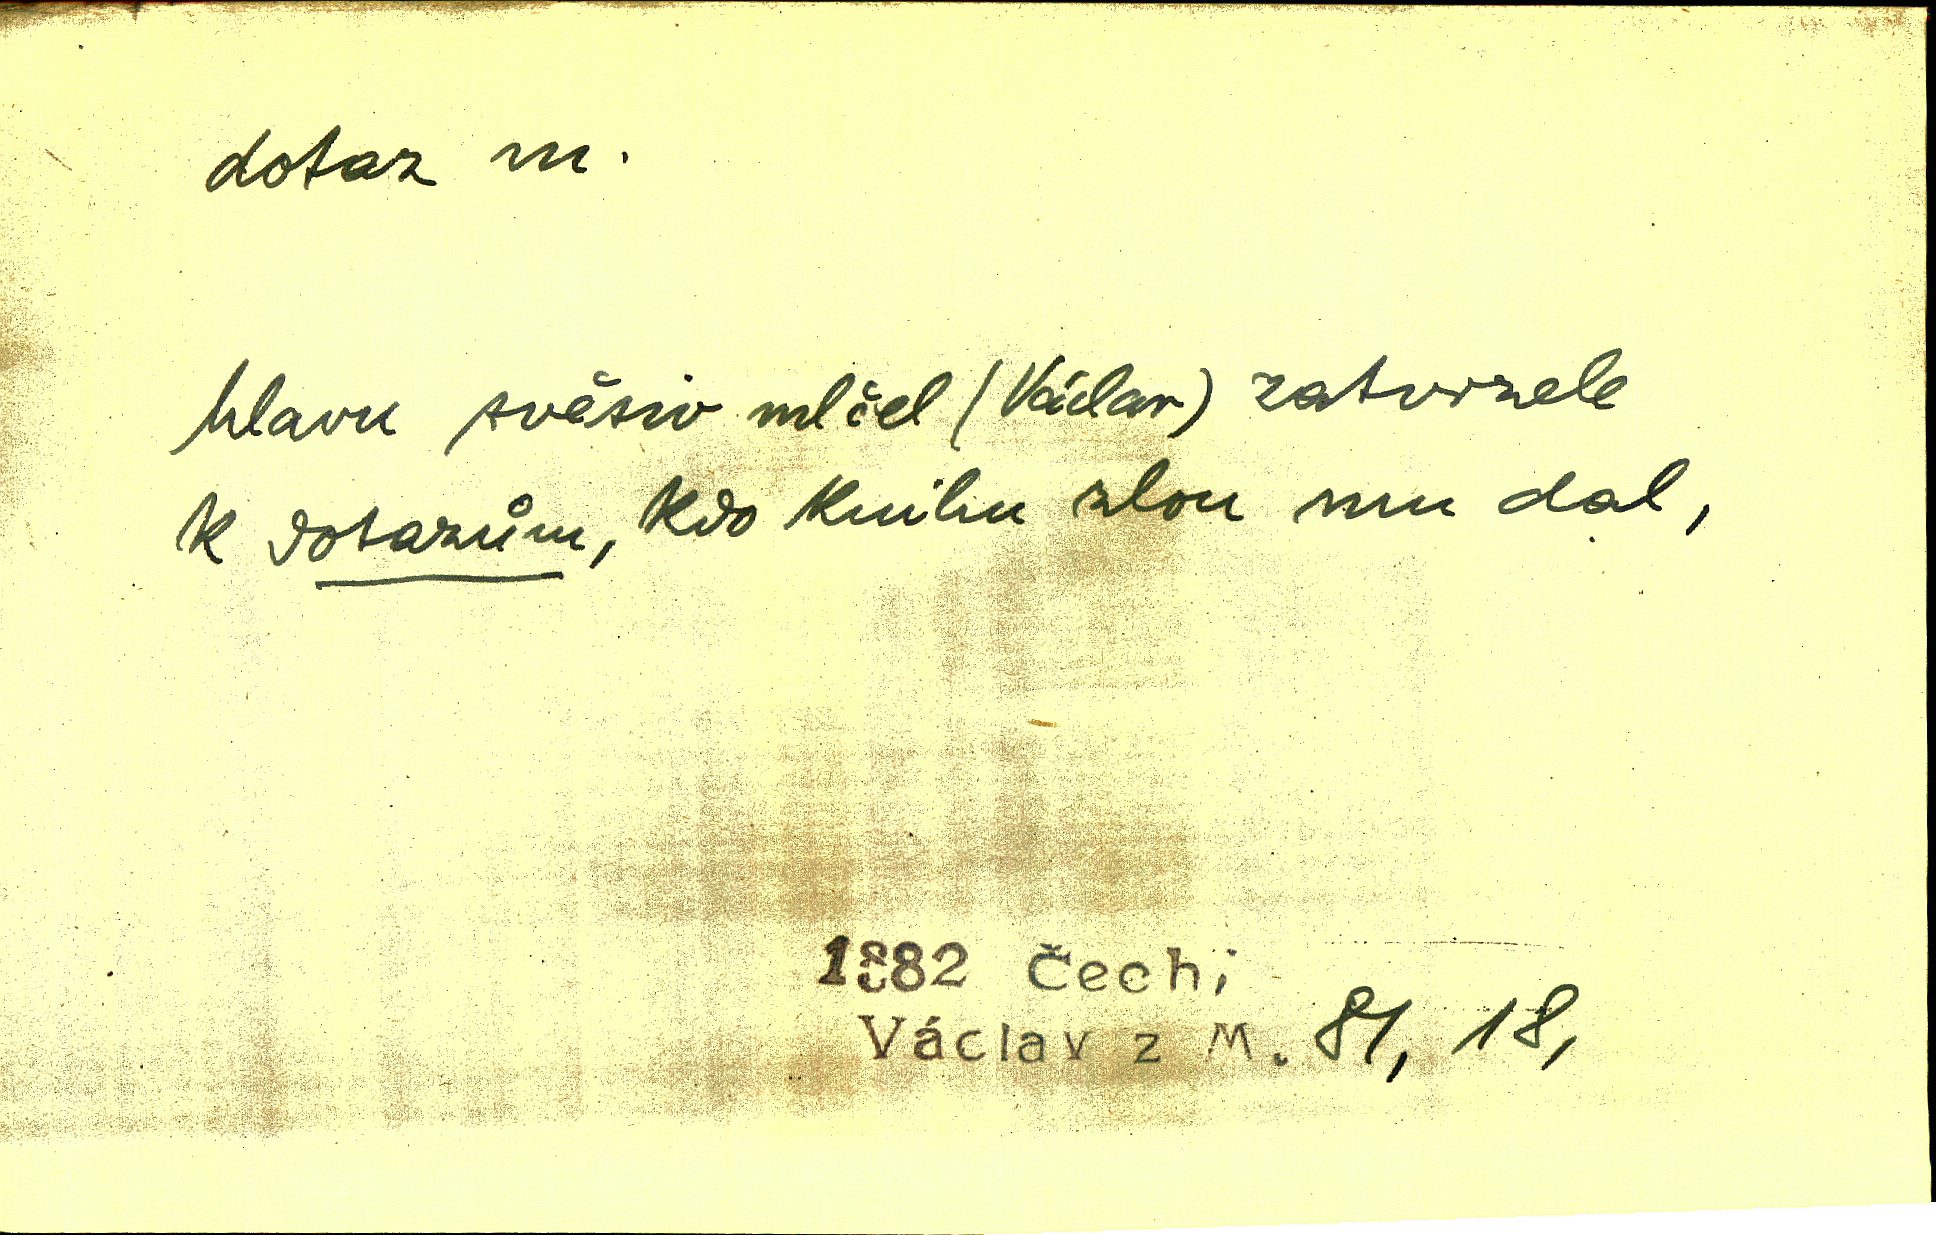 dotaz m.
hlavu svěsiv mlčel (Václav) zatvrzele
k dotazům, kdo knihu zlou mu dal,
1882 Čech,
Václav z M. 81, 18,